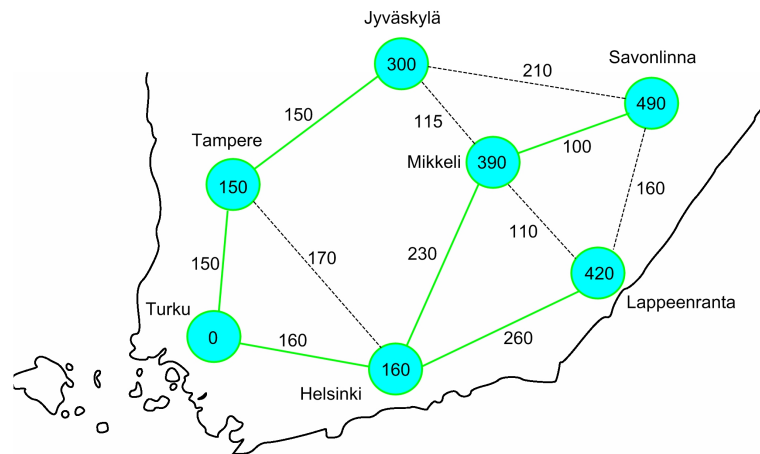 Jyväskylä
Savonlinna
300
210
490
150
115
Tampere
Mikkeli
390
100
150
160
170
110
230
150
420
Turku
Lappeenranta
0
160
260
160
Helsinki